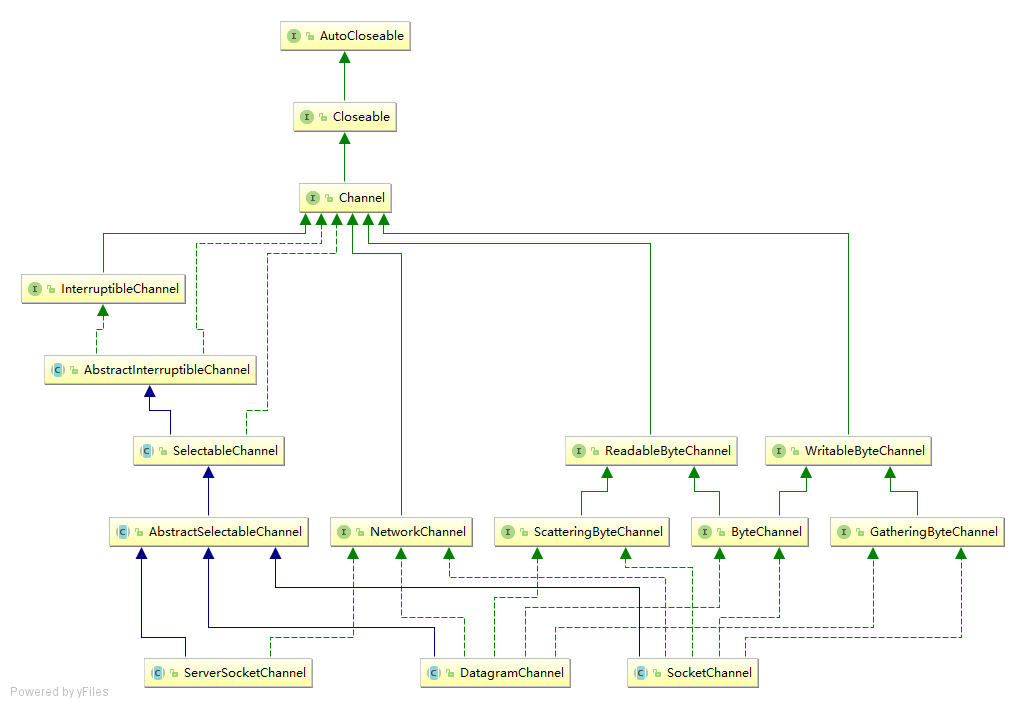 AutoCloseable
Closeable
Channel
InterruptibleChannel
AbstractInterruptibleChannel
SelectableChannel
ReadableByteChannel
WritableByteChannel
AbstractSelectableChannel
NetworkChannel
ScatteringByteChannel
ByteChannel
GatheringByteChannel
ServerSocketChannel
DatagramChannel
SocketChannel
Powered by yFiles